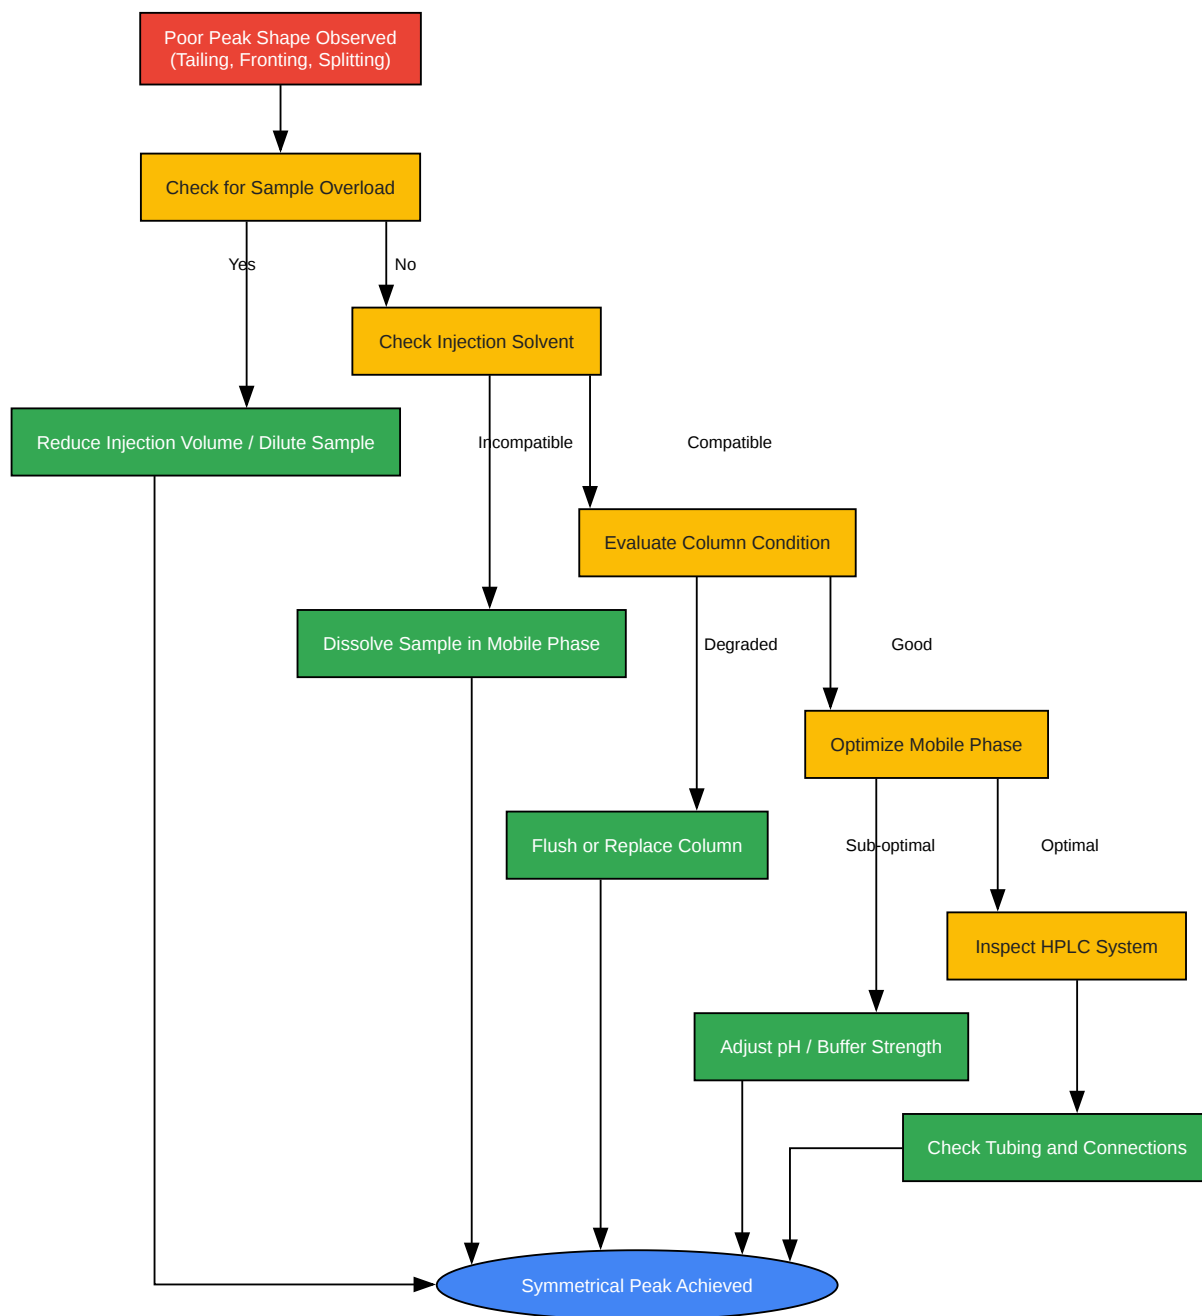 Poor Peak Shape Observed
(Tailing, Fronting, Splitting)
Check for Sample Overload
Yes
No
Check Injection Solvent
Reduce Injection Volume / Dilute Sample
Incompatible
Compatible
Evaluate Column Condition
Dissolve Sample in Mobile Phase
Degraded
Good
Optimize Mobile Phase
Flush or Replace Column
Sub-optimal
Optimal
Inspect HPLC System
Adjust pH / Buffer Strength
Check Tubing and Connections
Symmetrical Peak Achieved